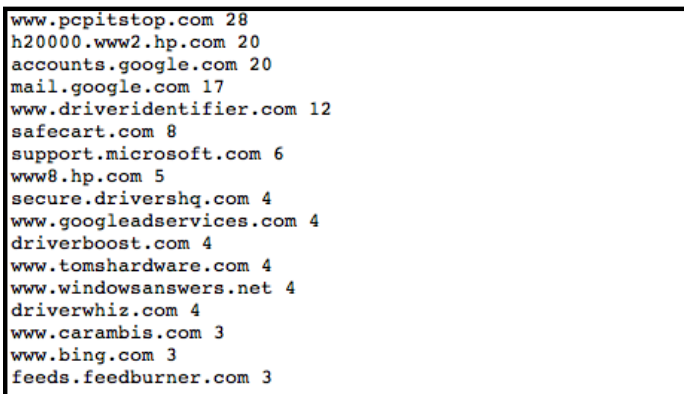 www.pcpitstop.com 28
h20000.www2.hp.com 20
accounts.google.com 20
mail.google.com 17
www.driveridentifier.com 12
safecart.com 8
support.microsoft.com 6
www8.hp.com 5
secure.drivershq.com 4
www.googleadservices.com 4
driverboost.com 4
www.tomshardware.com 4
www.windowsanswers.net 4
driverwhiz.com 4
www.carambis.com 3
www.bing.com 3
feeds.feedburner.com 3